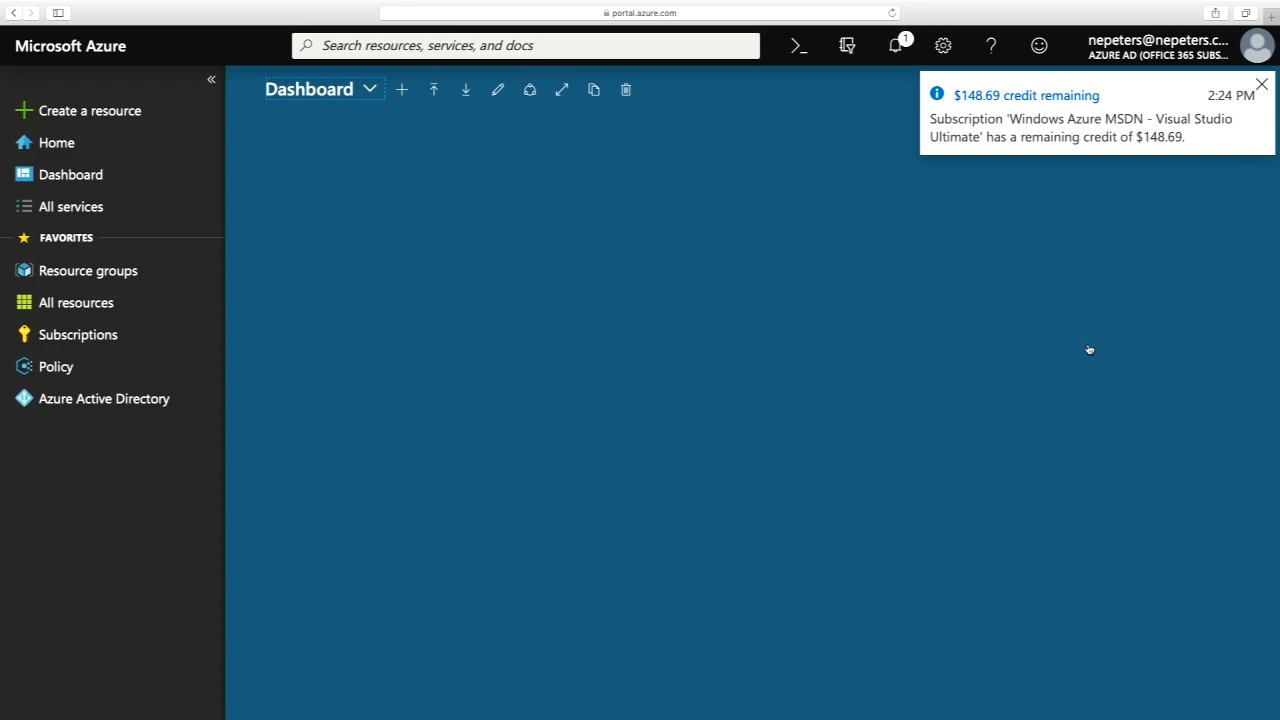 portal.azure.com
Microsoft Azure
Search resources, services, and docs
1
nepeters@nepeters.c...
AZURE AD (OFFICE 365 SUBS...
Create a resource
Home
Dashboard
All services
FAVORITES
Resource groups
All resources
Subscriptions
Policy
Azure Active Directory
Dashboard
$148.69 credit remaining
2:24 PM
Subscription 'Windows Azure MSDN - Visual Studio
Ultimate' has a remaining credit of $148.69.